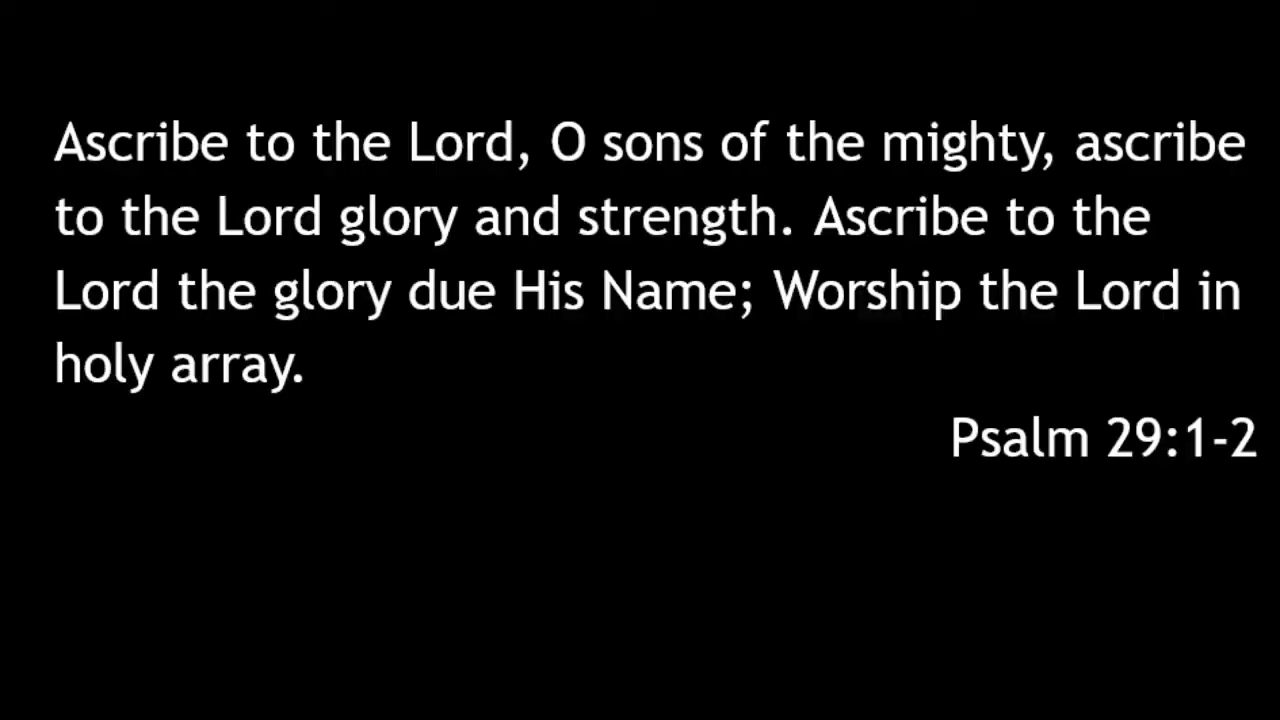 Ascribe to the Lord, O sons of the mighty, ascribe
to the Lord glory and strength. Ascribe to the
Lord the glory due His Name; Worship the Lord in
holy array.
Psalm 29:1-2